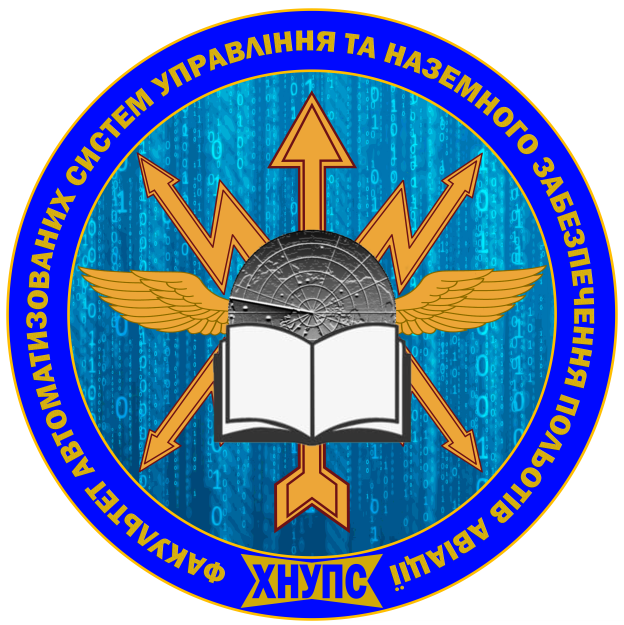 ФАКУЛЬТЕТ АВТОМАТИЗОВАНИХ СИСТЕМ УПРАВЛІННЯ ТА НАЗЕМНОГО ЗАБЕЗПЕЧЕННЯ ПОЛЬОТІВ АВІАЦІЇ
ХНУПС